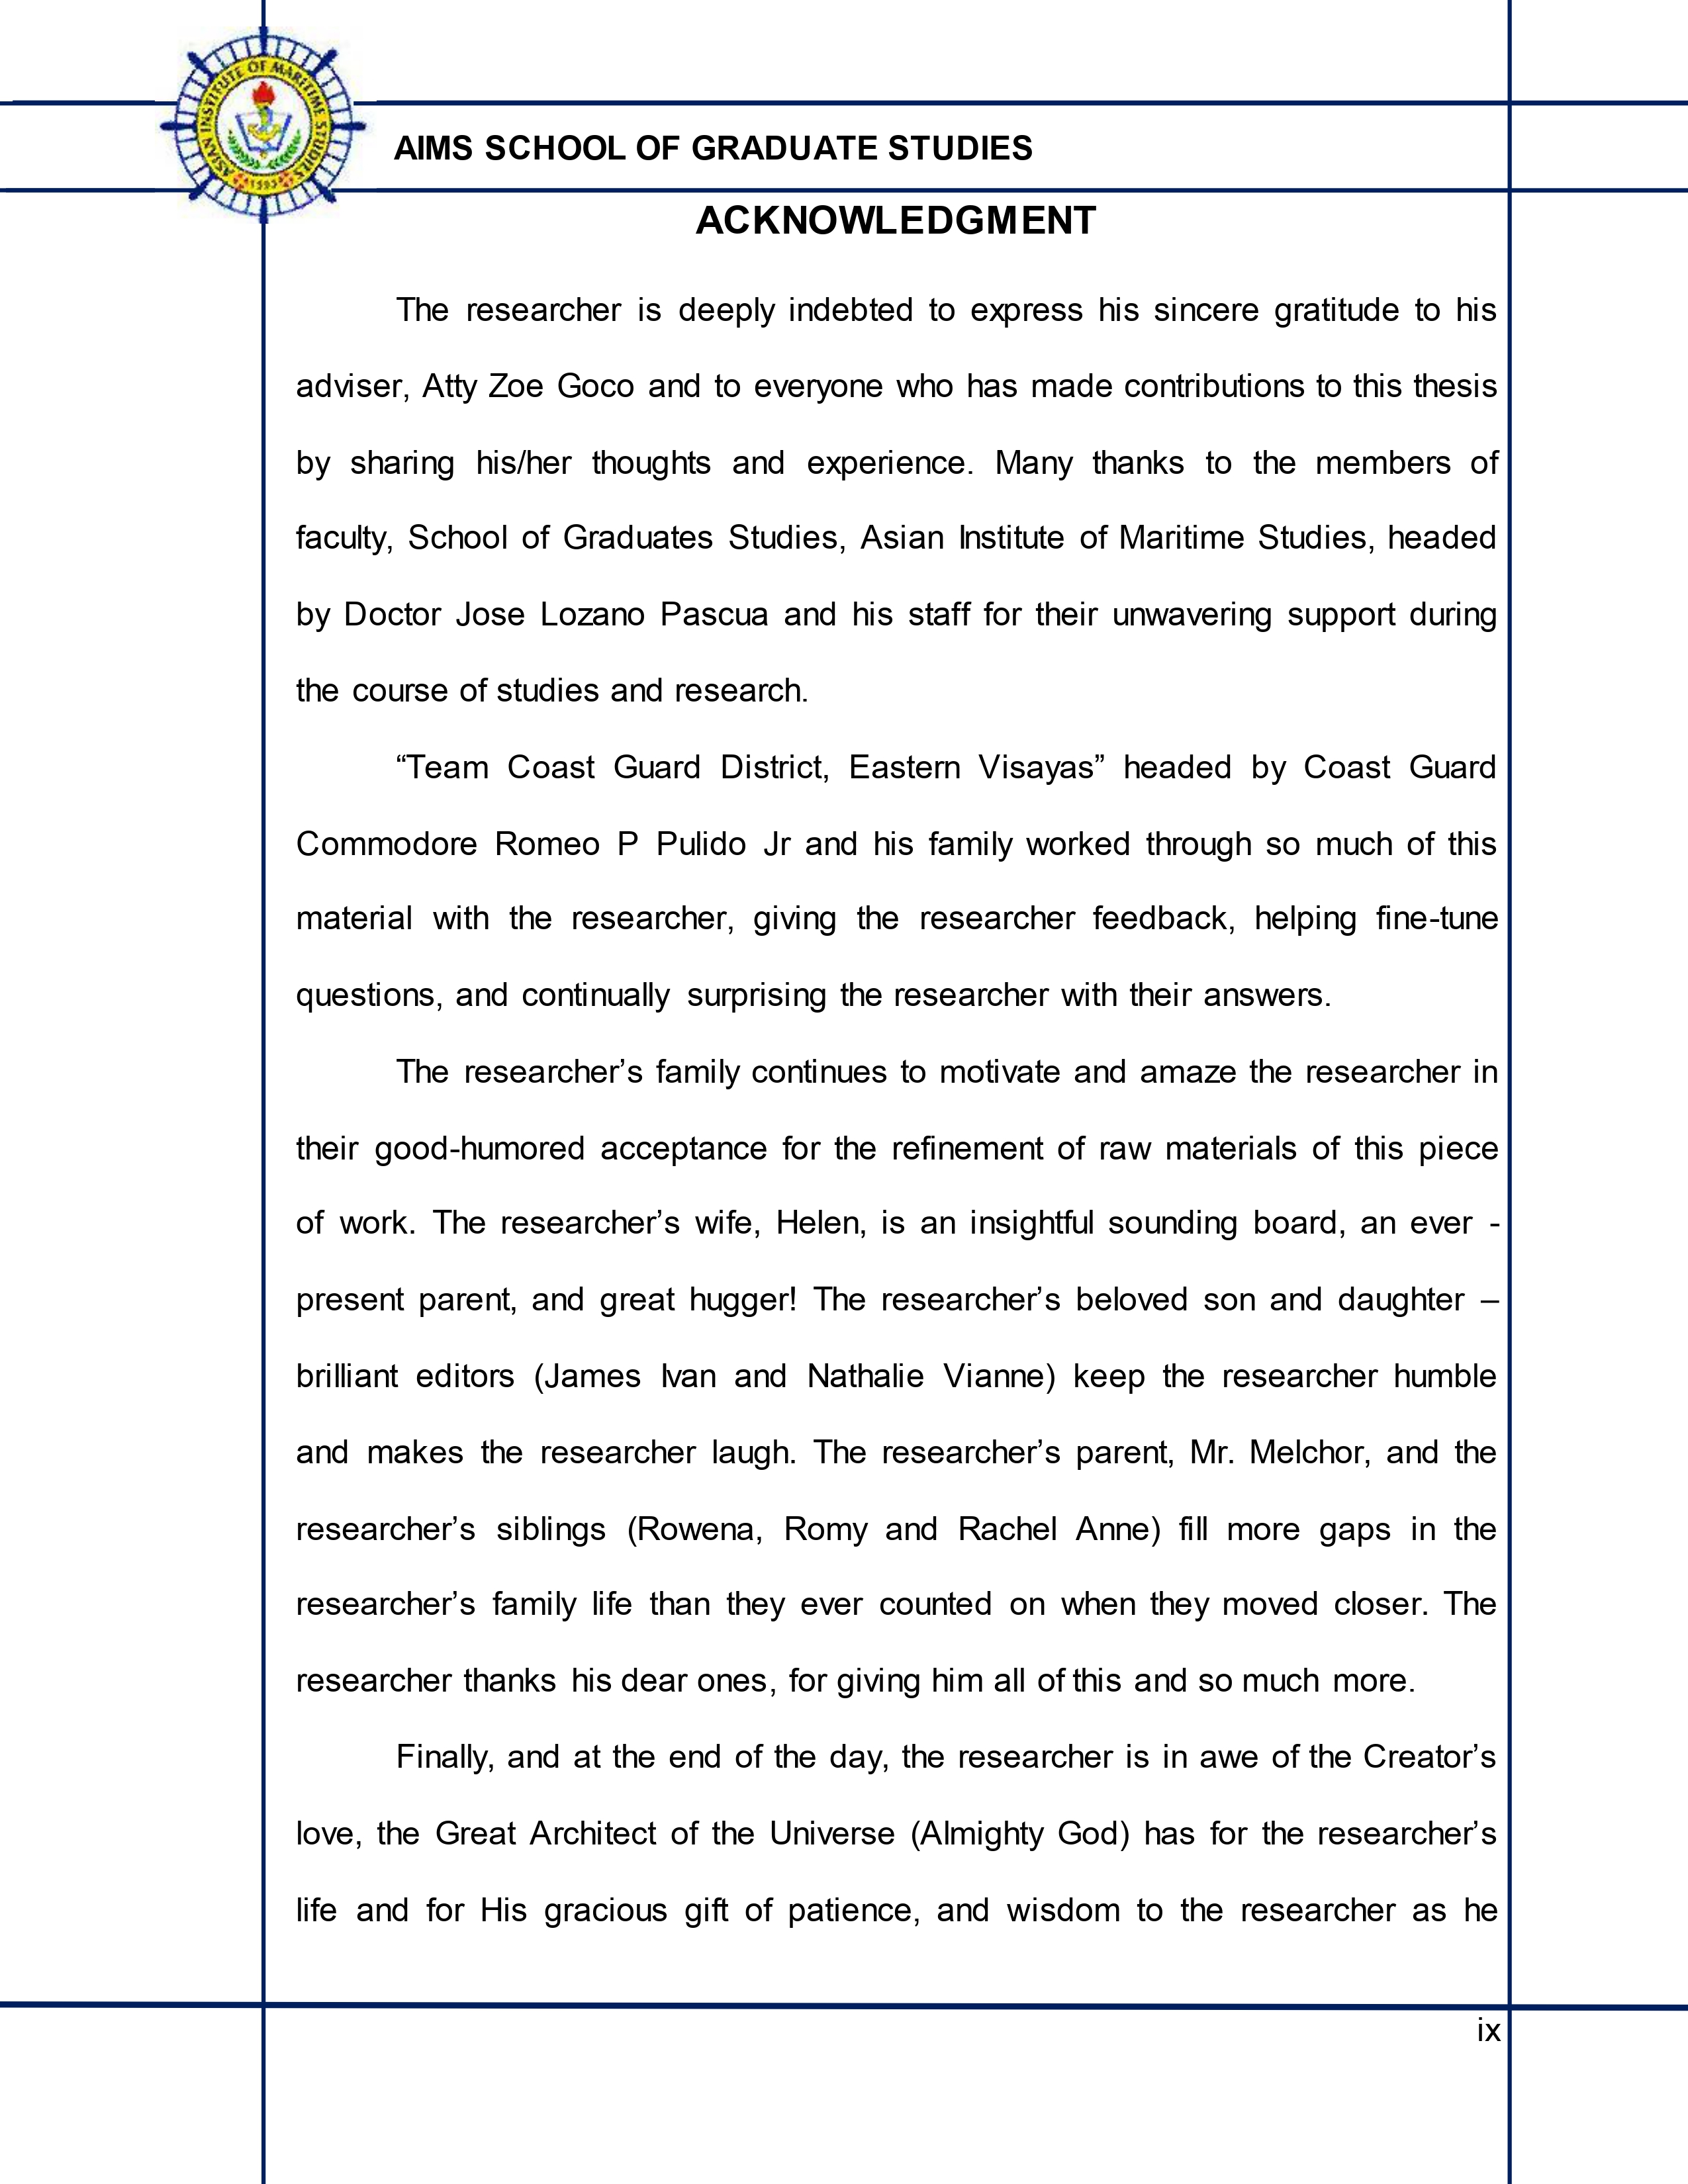 ASIAN INSTITUTE OF MARITIME STUDIES
1993
AIMS SCHOOL OF GRADUATE STUDIES
ACKNOWLEDGMENT
The researcher is deeply indebted to express his sincere gratitude to his
adviser, Atty Zoe Goco and to everyone who has made contributions to this thesis
by sharing his/her thoughts and experience. Many thanks to the members of
faculty, School of Graduates Studies, Asian Institute of Maritime Studies, headed
by Doctor Jose Lozano Pascua and his staff for their unwavering support during
the course of studies and research.
“Team Coast Guard District, Eastern Visayas” headed by Coast Guard
Commodore Romeo P Pulido Jr and his family worked through so much of this
material with the researcher, giving the researcher feedback, helping fine-tune
questions, and continually surprising the researcher with their answers.
The researcher’s family continues to motivate and amaze the researcher in
their good-humored acceptance for the refinement of raw materials of this piece
of work. The researcher’s wife, Helen, is an insightful sounding board, an ever -
present parent, and great hugger! The researcher’s beloved son and daughter –
brilliant editors (James Ivan and Nathalie Vianne) keep the researcher humble
and makes the researcher laugh. The researcher’s parent, Mr. Melchor, and the
researcher’s siblings (Rowena, Romy and Rachel Anne) fill more gaps in the
researcher’s family life than they ever counted on when they moved closer. The
researcher thanks his dear ones, for giving him all of this and so much more.
Finally, and at the end of the day, the researcher is in awe of the Creator’s
love, the Great Architect of the Universe (Almighty God) has for the researcher’s
life and for His gracious gift of patience, and wisdom to the researcher as he
ix